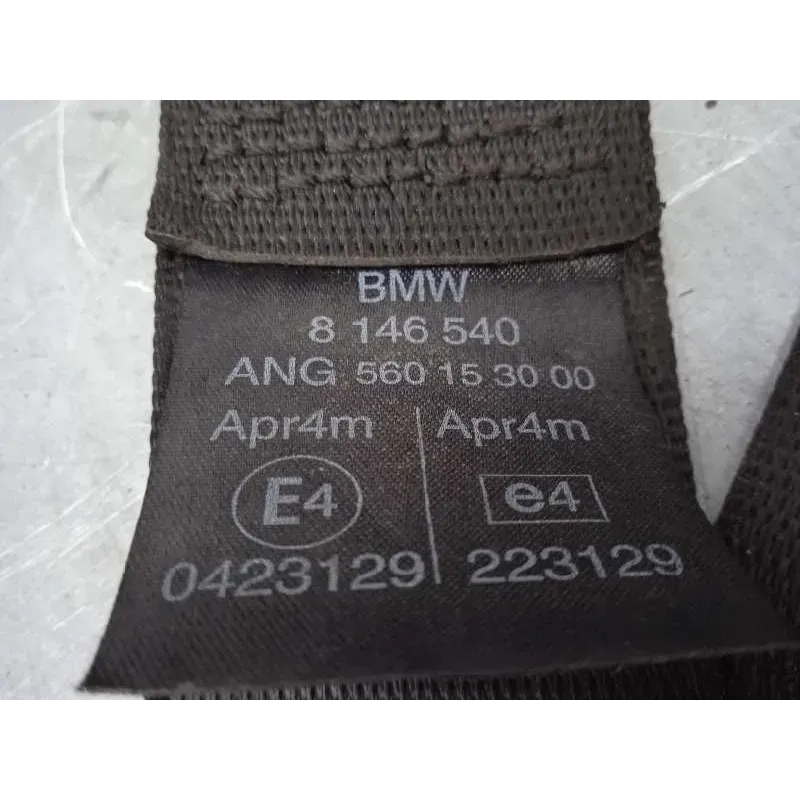 BMW
8 146 540
ANG 560 15 30 00
Apr4m Apr4m
E4 e4
0423129 223129